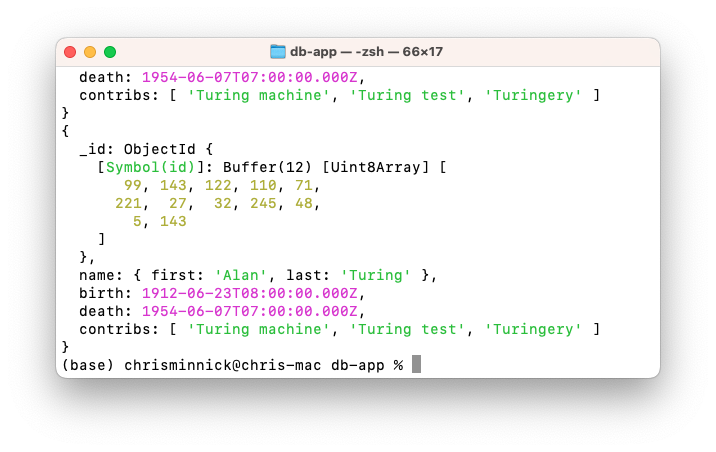 db-app — -zsh — 66×17
death: 1954-06-07T07:00:00.000Z,
contribs: [ 'Turing machine', 'Turing test', 'Turingery' ]
}
{
_id: ObjectId {
[Symbol(id)]: Buffer(12) [Uint8Array] [
99, 143, 122, 110, 71,
221, 27, 32, 245, 48,
5, 143
]
},
name: { first: 'Alan', last: 'Turing' },
birth: 1912-06-23T08:00:00.000Z,
death: 1954-06-07T07:00:00.000Z,
contribs: [ 'Turing machine', 'Turing test', 'Turingery' ]
}
(base) chrisminnick@chris-mac db-app %